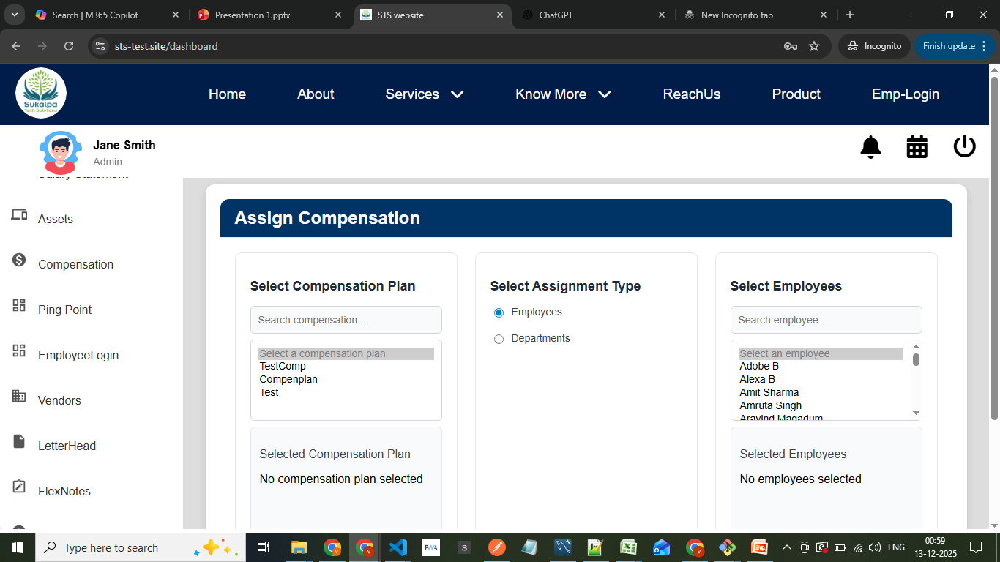 Search | M365 Copilot
Presentation 1.pptx
STS website
ChatGPT
New Incognito tab
sts-test.site/dashboard
Incognito
Finish update
Sukalpa
Tech Solutions
Home
About
Services
Know More
ReachUs
Product
Emp-Login
Jane Smith
Admin
Salary Statement
Assets
Compensation
Ping Point
EmployeeLogin
Vendors
LetterHead
FlexNotes
Assign Compensation
Select Compensation Plan
Search compensation...
Select a compensation plan
TestComp
Compenplan
Test
Selected Compensation Plan
No compensation plan selected
Select Assignment Type
Employees
Departments
Select Employees
Search employee...
Select an employee
Adobe B
Alexa B
Amit Sharma
Amruta Singh
Aravind Magadum
Selected Employees
No employees selected
Type here to search
PWA
S
ENG
00:59
13-12-2025